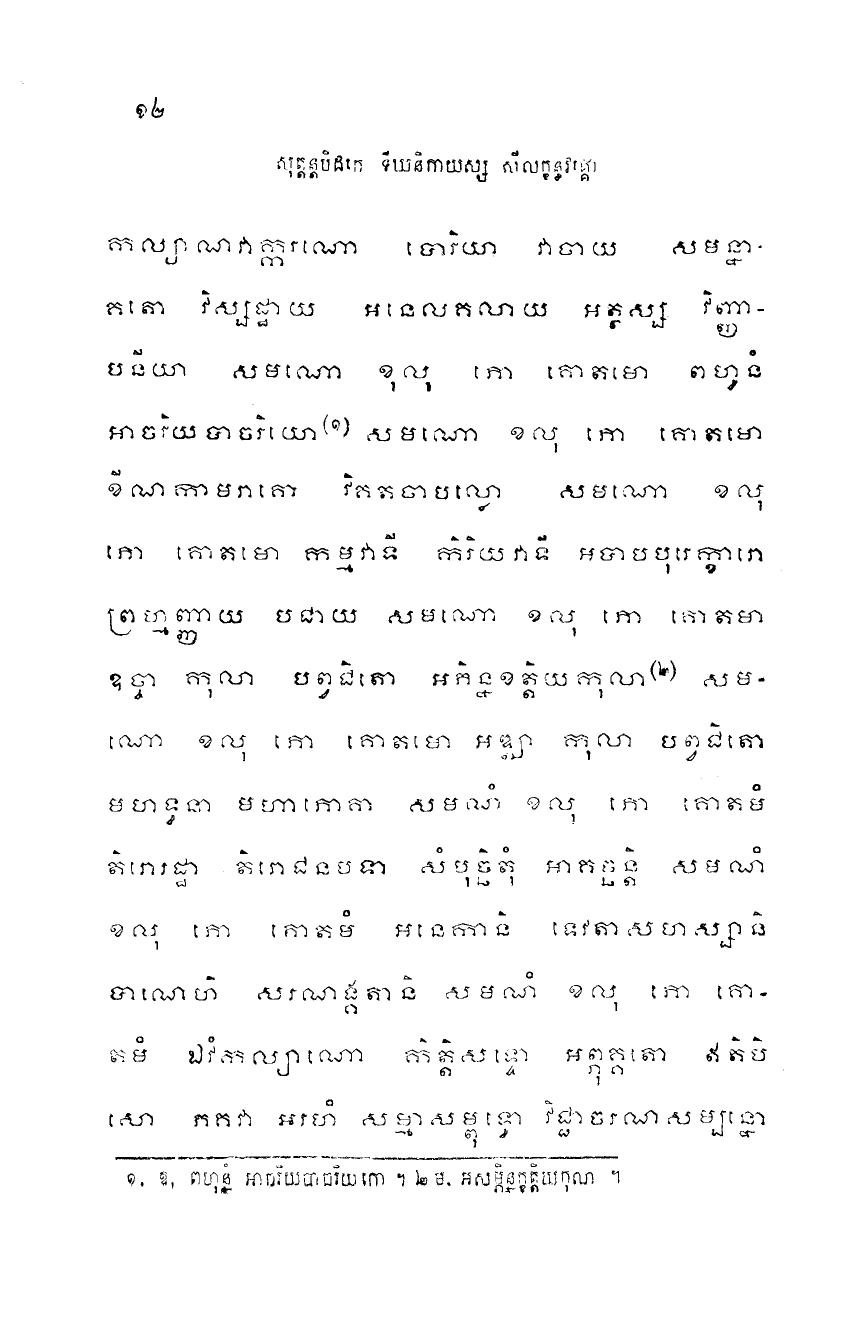 ១២
សុត្តន្តបិដកេ ទីឃនិកាយស្ស សីលក្ខន្ធវគ្គោ
កល្យាណវាក្ករណោ បោរិយា វាចាយ សមន្នា-
គតោ វិស្សដ្ឋាយ អនេលគលាយ អត្ថស្ស វិញ្ញា-
បនីយា សមណោ ខលុ ភោ គោតមោ ពហូនំ
អាចរិយបាចរិយោ(១) សមណោ ខលុ ភោ គោតមោ
ខីណកាមរាគោ វិគតចាបល្លោ សមណោ ខលុ
ភោ គោតមោ កម្មវាទី កិរិយវាទី អបាបបុរេក្ខារោ
ព្រហ្មញ្ញាយ បជាយ សមណោ ខលុ ភោ គោតមោ
ឧច្ចា កុលា បព្វជិតោ អភិន្នខត្តិយកុលា(២) សម-
ណោ ខលុ ភោ គោតមោ អឌ្ឍា កុលា បព្វជិតោ
មហទ្ធនា មហាភោគា សមណំ ខលុ ភោ គោតមំ
តិរោរដ្ឋា តិរោជនបទា សំបុច្ឆិតុំ អាគច្ឆន្តិ សមណំ
ខលុ ភោ គោតមំ អនេកានិ ទេវតាសហស្សានិ
បាណេហិ សរណង្គតានិ សមណំ ខលុ ភោ គោ-
តមំ ឯវំកល្យាណោ កិត្តិសទ្ទោ អព្ភុគ្គតោ ឥតិបិ
សោ ភគវា អរហំ សម្មាសម្ពុទ្ធោ វិជ្ជាចរណសម្បន្នោ
១. ឱ, ពហុន្នំ អាចរិយបាចរិយកោ ។ ២ ម. អសម្ភិន្នក្ខត្តិយកុលា ។